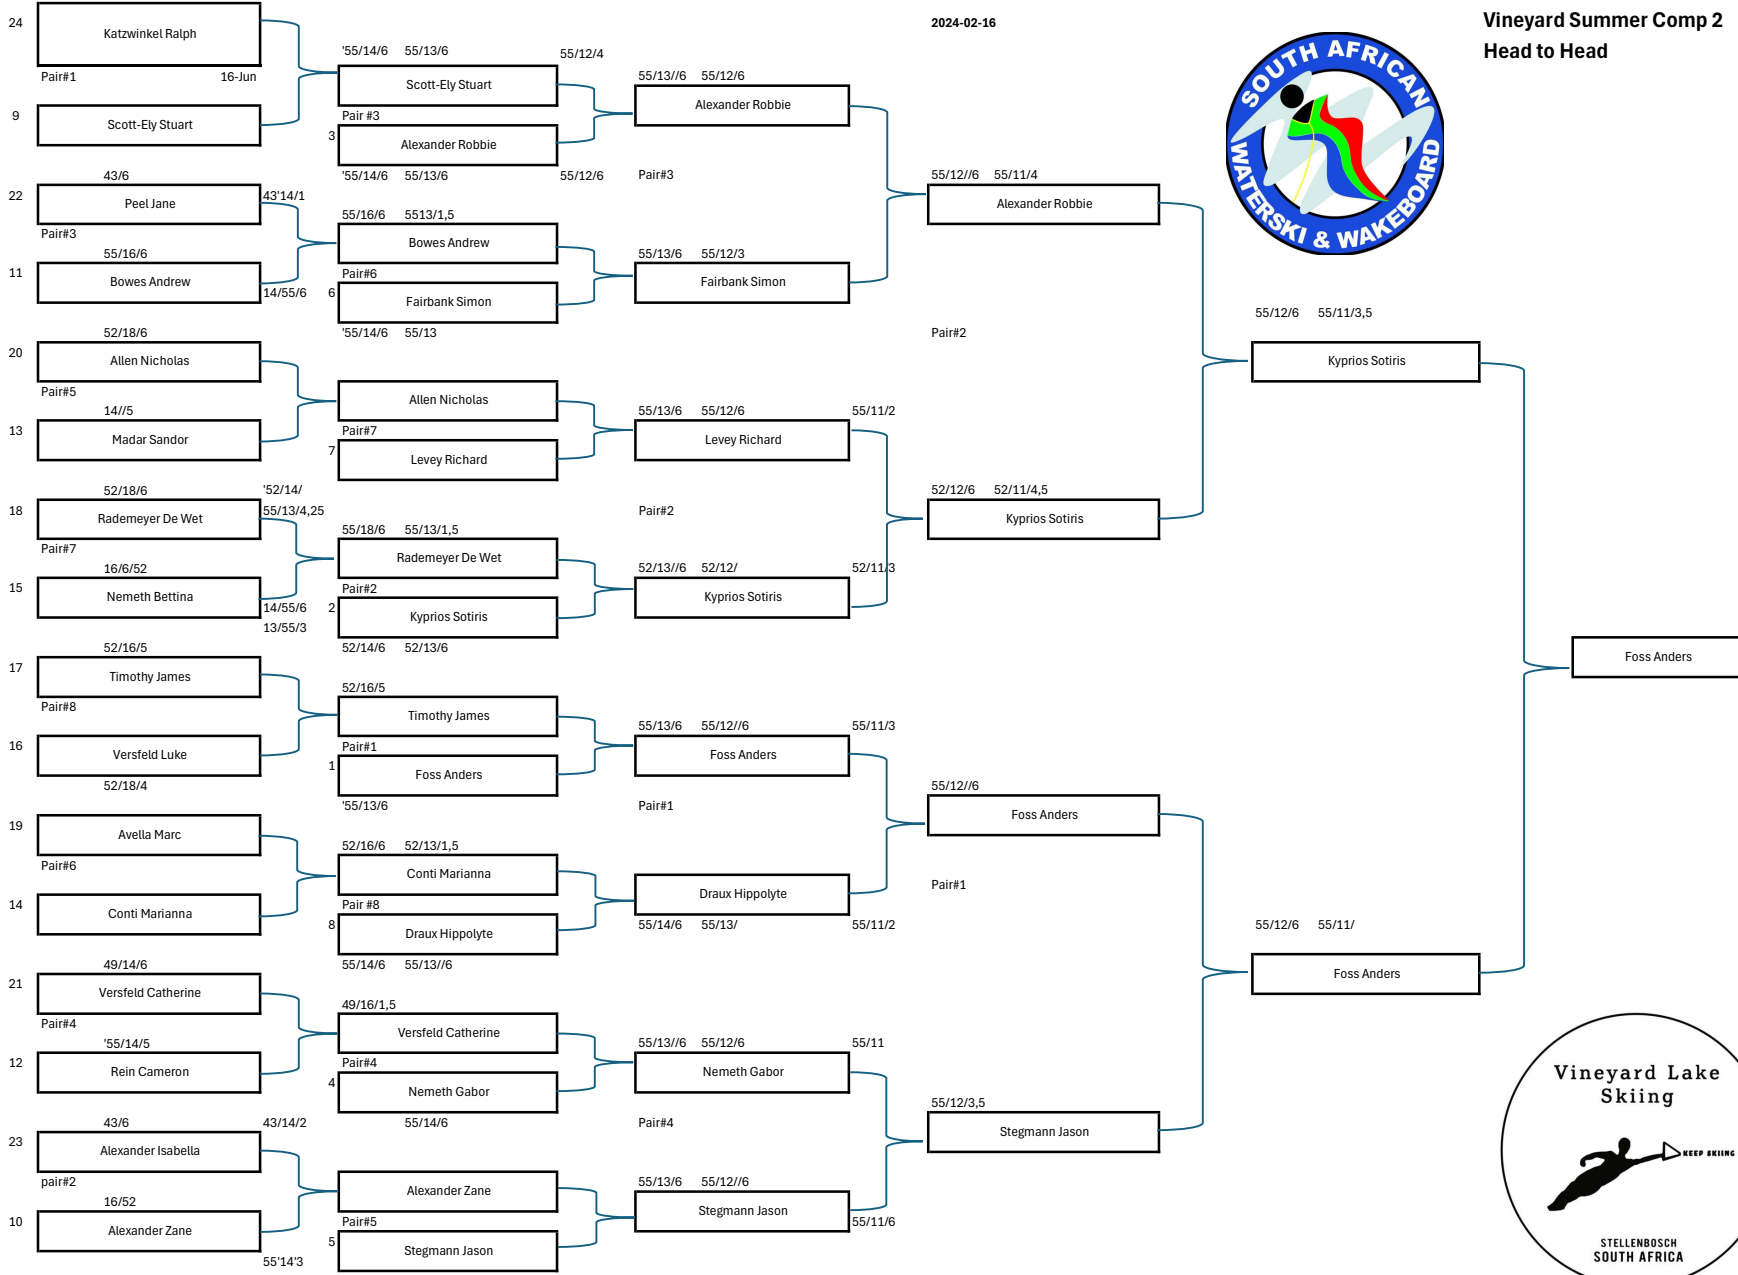 2024-02-16
Vineyard Summer Comp 2
Head to Head
SOUTH AFRICAN
WATERSKI & WAKEBOARD
24
Katzwinkel Ralph
Pair#1 16-Jun
9
Scott-Ely Stuart
43/6
22
Peel Jane
43'14/1
Pair#3
55/16/6
11
Bowes Andrew
14/55/6
52/18/6
20
Allen Nicholas
Pair#5
14//5
13
Madar Sandor
52/18/6
'52/14/
18
Rademeyer De Wet
55/13/4,25
Pair#7
16/6/52
15
Nemeth Bettina
14/55/6
13/55/3
52/16/5
17
Timothy James
Pair#8
16
Versfeld Luke
52/18/4
19
Avella Marc
Pair#6
14
Conti Marianna
49/14/6
21
Versfeld Catherine
Pair#4
'55/14/5
12
Rein Cameron
43/6
43/14/2
23
Alexander Isabella
pair#2
16/52
10
Alexander Zane
55'14'3
'55/14/6 55/13/6
55/12/4
Scott-Ely Stuart
Pair #3
3
Alexander Robbie
'55/14/6 55/13/6
55/12/6
55/16/6 5513/1,5
Bowes Andrew
Pair#6
6
Fairbank Simon
'55/14/6 55/13
Allen Nicholas
Pair#7
7
Levey Richard
55/18/6 55/13/1,5
Rademeyer De Wet
Pair#2
2
Kyprios Sotiris
52/14/6 52/13/6
52/16/5
Timothy James
Pair#1
1
Foss Anders
'55/13/6
52/16/6 52/13/1,5
Conti Marianna
Pair #8
8
Draux Hippolyte
55/14/6 55/13//6
49/16/1,5
Versfeld Catherine
Pair#4
4
Nemeth Gabor
55/14/6
Alexander Zane
Pair#5
5
Stegmann Jason
55/13//6 55/12/6
Alexander Robbie
Pair#3
55/13/6 55/12/3
Fairbank Simon
55/13/6 55/12/6
55/11/2
Levey Richard
Pair#2
52/13//6 52/12/
52/11/3
Kyprios Sotiris
55/13/6 55/12//6
55/11/3
Foss Anders
Pair#1
Draux Hippolyte
55/14/6 55/13/
55/11/2
55/13//6 55/12/6
55/11
Nemeth Gabor
Pair#4
55/13/6 55/12//6
Stegmann Jason
55/11/6
55/12//6 55/11/4
Alexander Robbie
Pair#2
52/12/6 52/11/4,5
Kyprios Sotiris
55/12//6
Foss Anders
Pair#1
55/12/3,5
Stegmann Jason
55/12/6 55/11/3,5
Kyprios Sotiris
55/12/6 55/11/
Foss Anders
Foss Anders
Vineyard Lake
Skiing
KEEP SKIING
STELLENBOSCH
SOUTH AFRICA